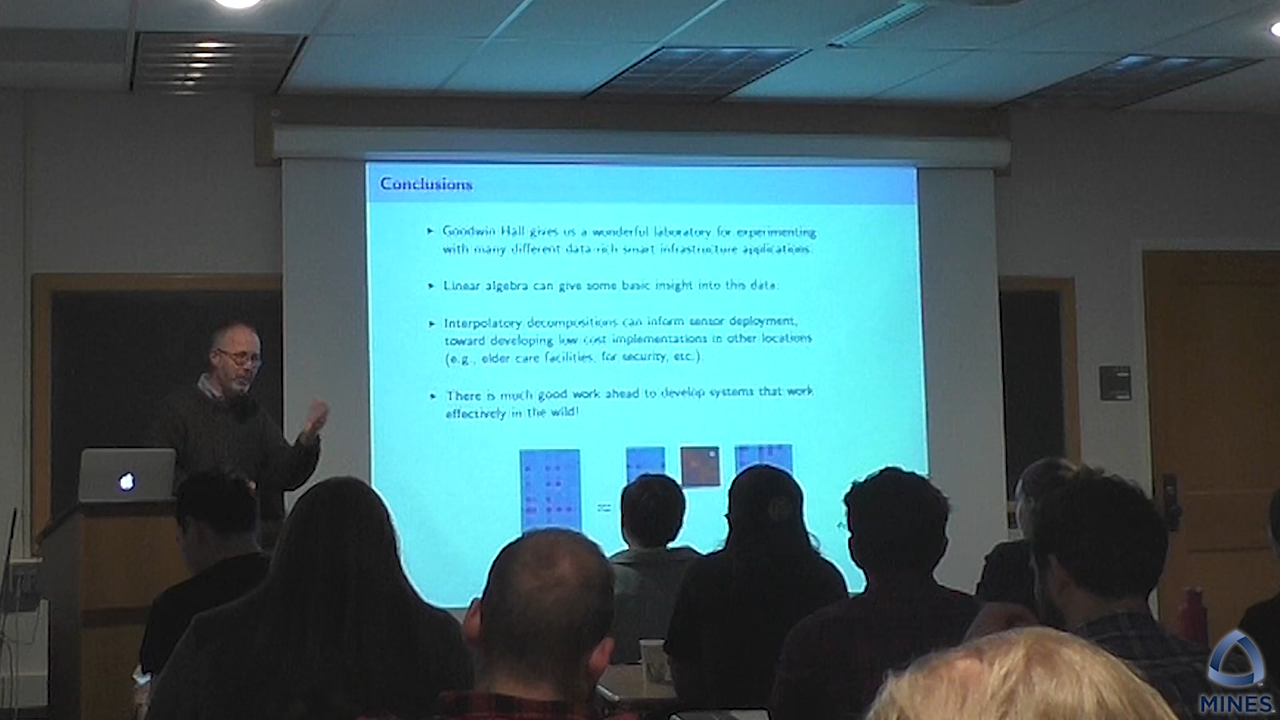 Conclusions
Goodwin Hall gives us a wonderful laboratory for experimenting
with many different data-rich smart infrastructure applications.
Linear algebra can give some basic insight into this data.
Interpolatory decompositions can inform sensor deployment,
toward developing low cost implementations in other locations
(e.g., elder care facilities, for security, etc.)
There is much good work ahead to develop systems that work
effectively in the wild!
=
MINES